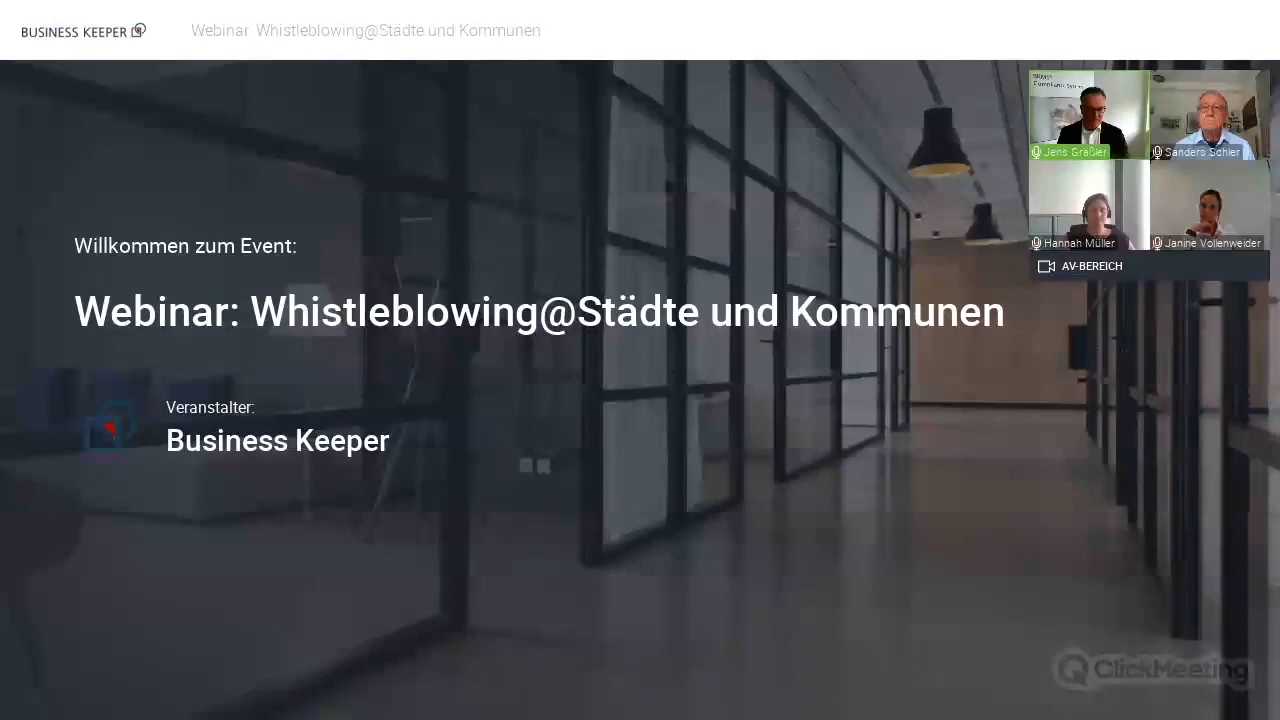 BUSINESS KEEPER
Webinar Whistleblowing@Städte und Kommunen
Jens Gräßler
Sanders Schier
Hannah Müller
Janine Vollenweider
AV-BEREICH
Willkommen zum Event:
Webinar: Whistleblowing@Städte und Kommunen
Veranstalter:
Business Keeper
ClickMeeting